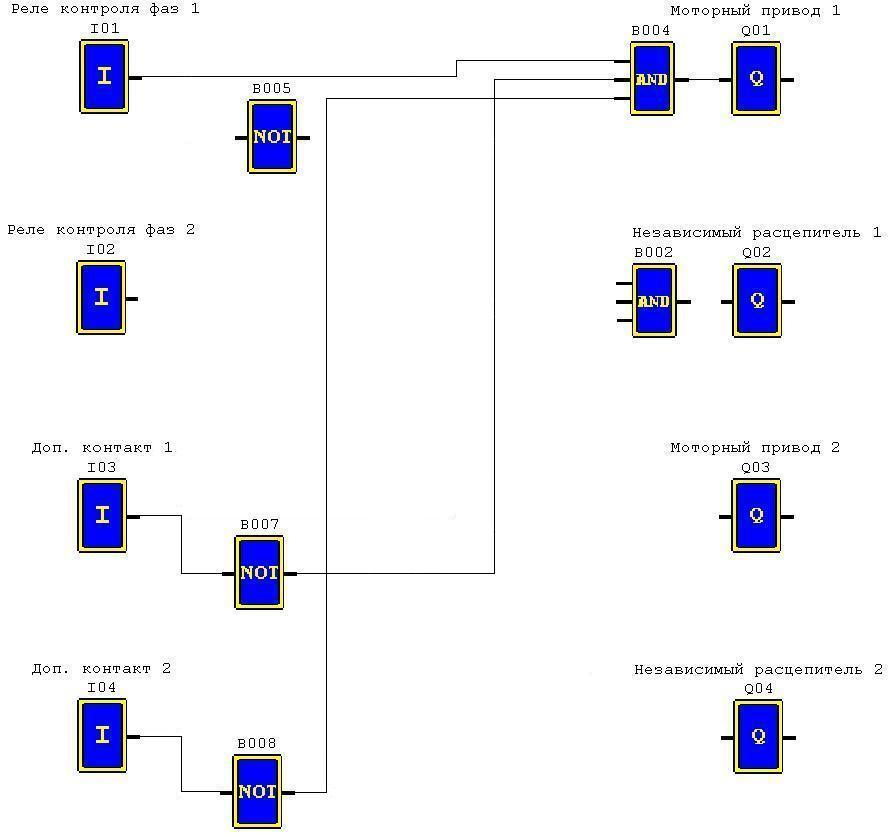 Реле контроля фаз 1
Моторный привод 1
I01
B004
Q01
I
AND
Q
B005
NOT
Реле контроля фаз 2
Независимый расцепитель 1
I02
B002
Q02
I
AND
Q
Доп. контакт 1
Моторный привод 2
I03
Q03
I
Q
B007
NOT
Доп. контакт 2
Независимый расцепитель 2
I04
Q04
I
Q
B008
NOT